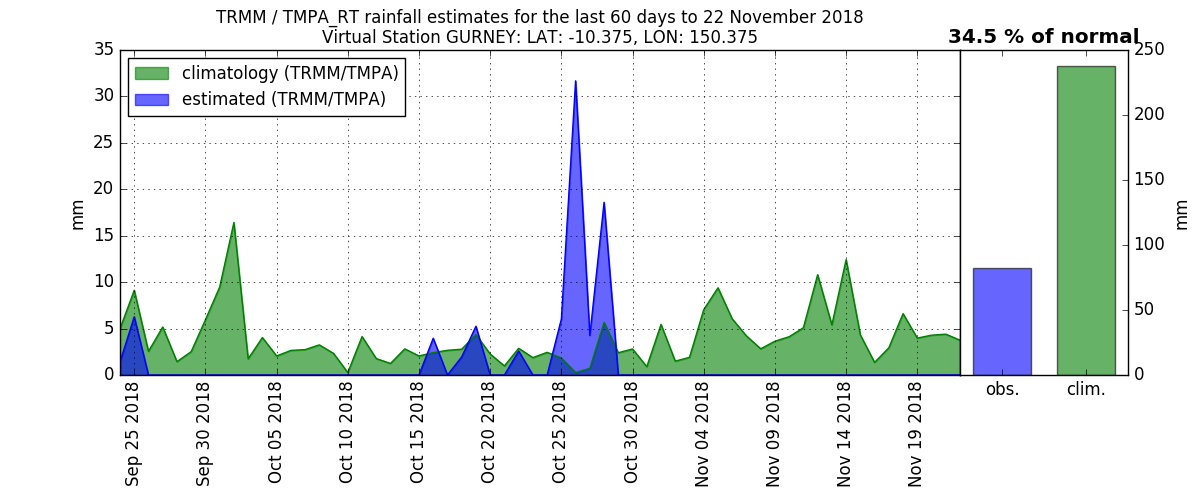 TRMM / TMPA_RT rainfall estimates for the last 60 days to 22 November 2018
Virtual Station GURNEY: LAT: -10.375, LON: 150.375
34.5 % of normal
climatology (TRMM/TMPA)
estimated (TRMM/TMPA)
35
30
25
20
15
10
5
0
mm
Sep 25 2018
Sep 30 2018
Oct 05 2018
Oct 10 2018
Oct 15 2018
Oct 20 2018
Oct 25 2018
Oct 30 2018
Nov 04 2018
Nov 09 2018
Nov 14 2018
Nov 19 2018
250
200
150
100
50
0
mm
obs.
clim.